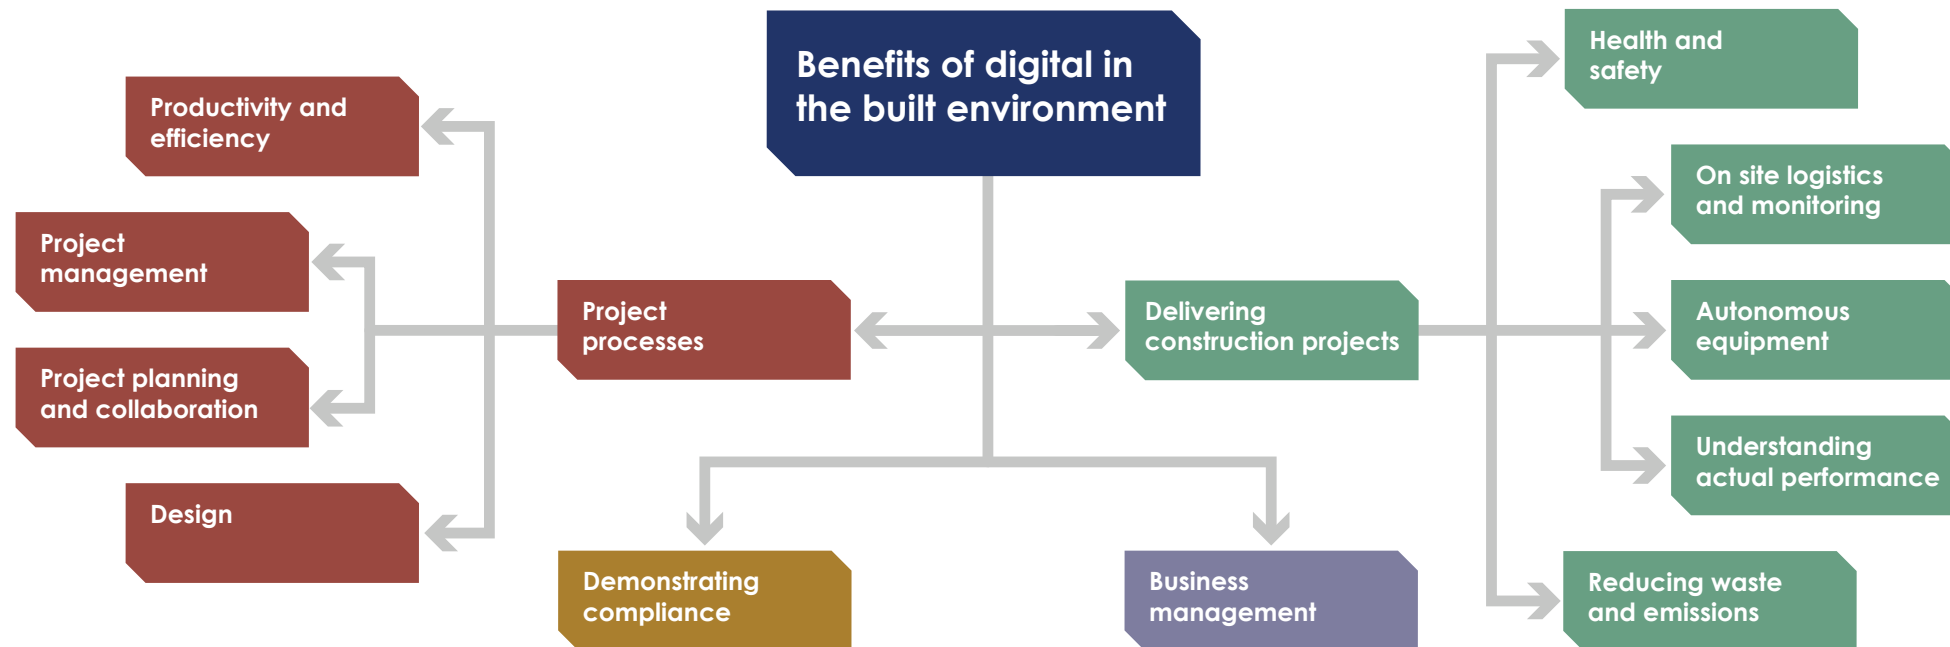 Benefits of digital in
the built environment
Productivity and
efficiency
Project
management
Project planning
and collaboration
Design
Project
processes
Delivering
construction projects
Demonstrating
compliance
Business
management
Health and
safety
On site logistics
and monitoring
Autonomous
equipment
Understanding
actual performance
Reducing waste
and emissions